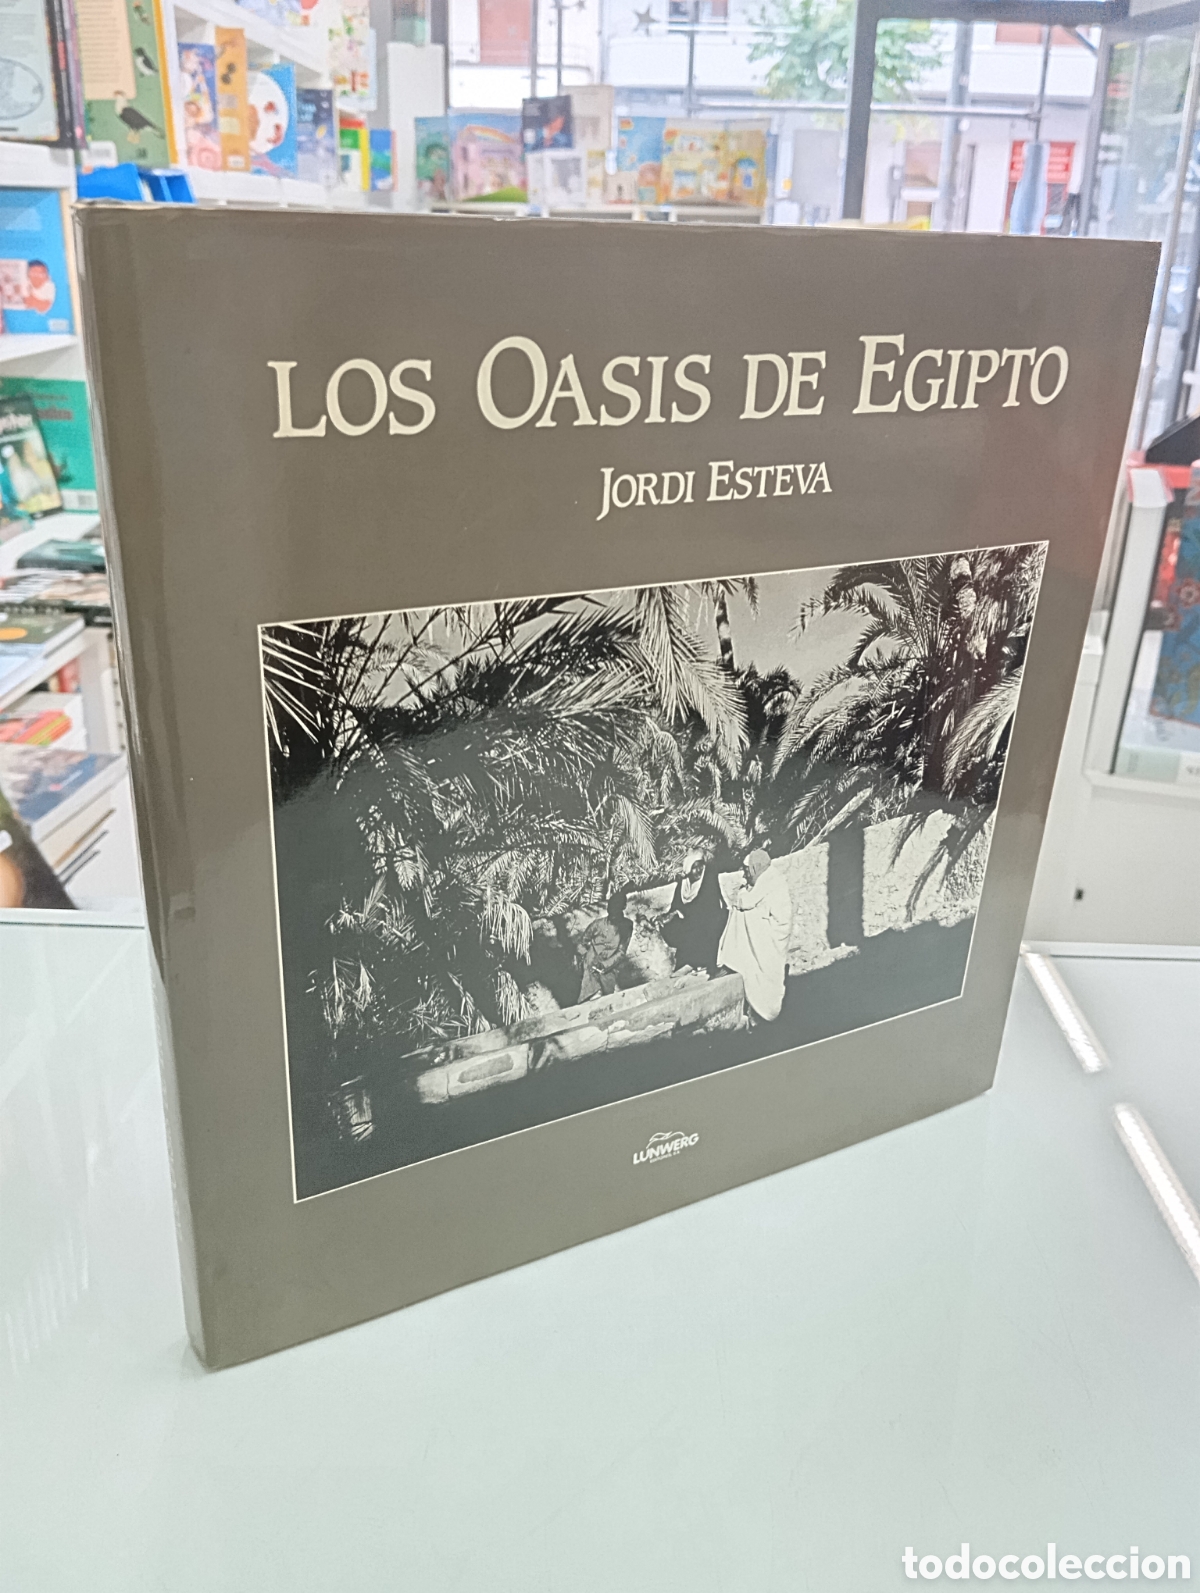 LOS OASIS DE EGIPTO
JORDI ESTEVA
LUNWERG
todocoleccion